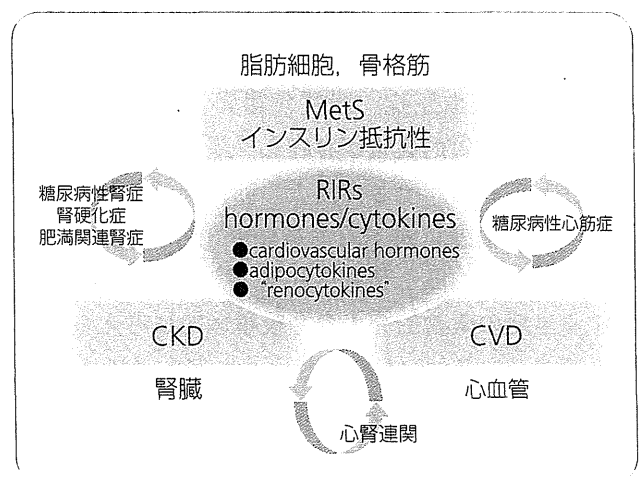 脂肪細胞，骨格筋
MetS
インスリン抵抗性
糖尿病性腎症
腎硬化症
肥満関連腎症
RIRs
hormones/cytokines
●cardiovascular hormones
●adipocytokines
● "renocytokines"
糖尿病性心筋症
CKD
CVD
腎臓
心血管
心腎連関